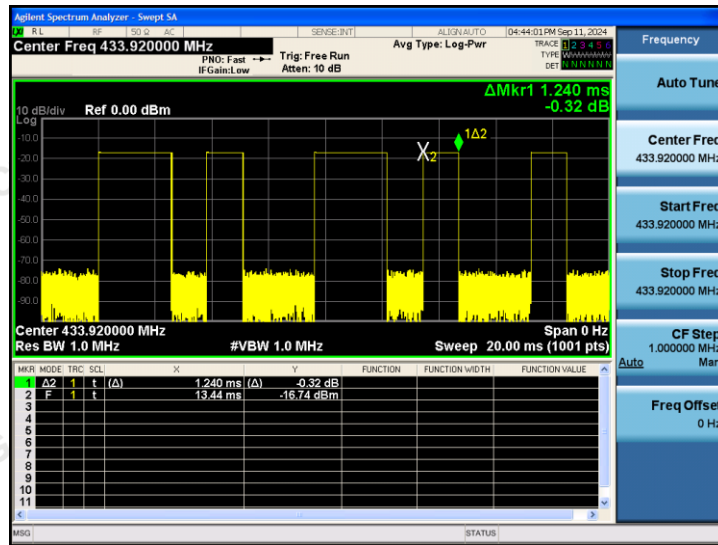 Agilent Spectrum Analyzer - Swept SA
RL RF 50 Ω AC SENSE:INT ALIGN AUTO 04:44:01 PM Sep 11, 2024
Center Freq 433.920000 MHz
PNO: Fast Trig: Free Run Avg Type: Log-Pwr TRACE 1 2 3 4 5 6
IFGain:Low Atten: 10 dB TYPE
DET N N N N N N
ΔMkr1 1.240 ms
-0.32 dB
10 dB/div Ref 0.00 dBm
Log
-10.0
-20.0
-30.0
-40.0
-50.0
-60.0
-70.0
-80.0
-90.0
X2
1Δ2
Center 433.920000 MHz Span 0 Hz
Res BW 1.0 MHz #VBW 1.0 MHz Sweep 20.00 ms (1001 pts)
MKR MODE TRC SCL X Y FUNCTION FUNCTION WIDTH FUNCTION VALUE
1 Δ2 1 t (Δ) 1.240 ms (Δ) -0.32 dB
2 F 1 t 13.44 ms -16.74 dBm
3
4
5
6
7
8
9
10
11
MSG STATUS
Frequency
Auto Tune
Center Freq
433.920000 MHz
Start Freq
433.920000 MHz
Stop Freq
433.920000 MHz
CF Step
1.000000 MHz
Auto Man
Freq Offset
0 Hz